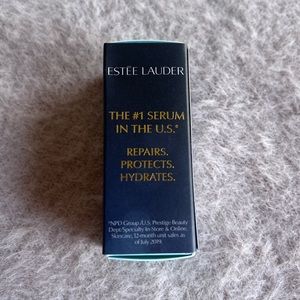 ESTĒE LAUDER
THE #1 SERUM
IN THE U.S.*
REPAIRS.
PROTECTS.
HYDRATES.
*NPD Group /U.S. Prestige Beauty
Dept/Specialty In-Store & Online,
Skincare, 12-month unit sales as
of July 2019.